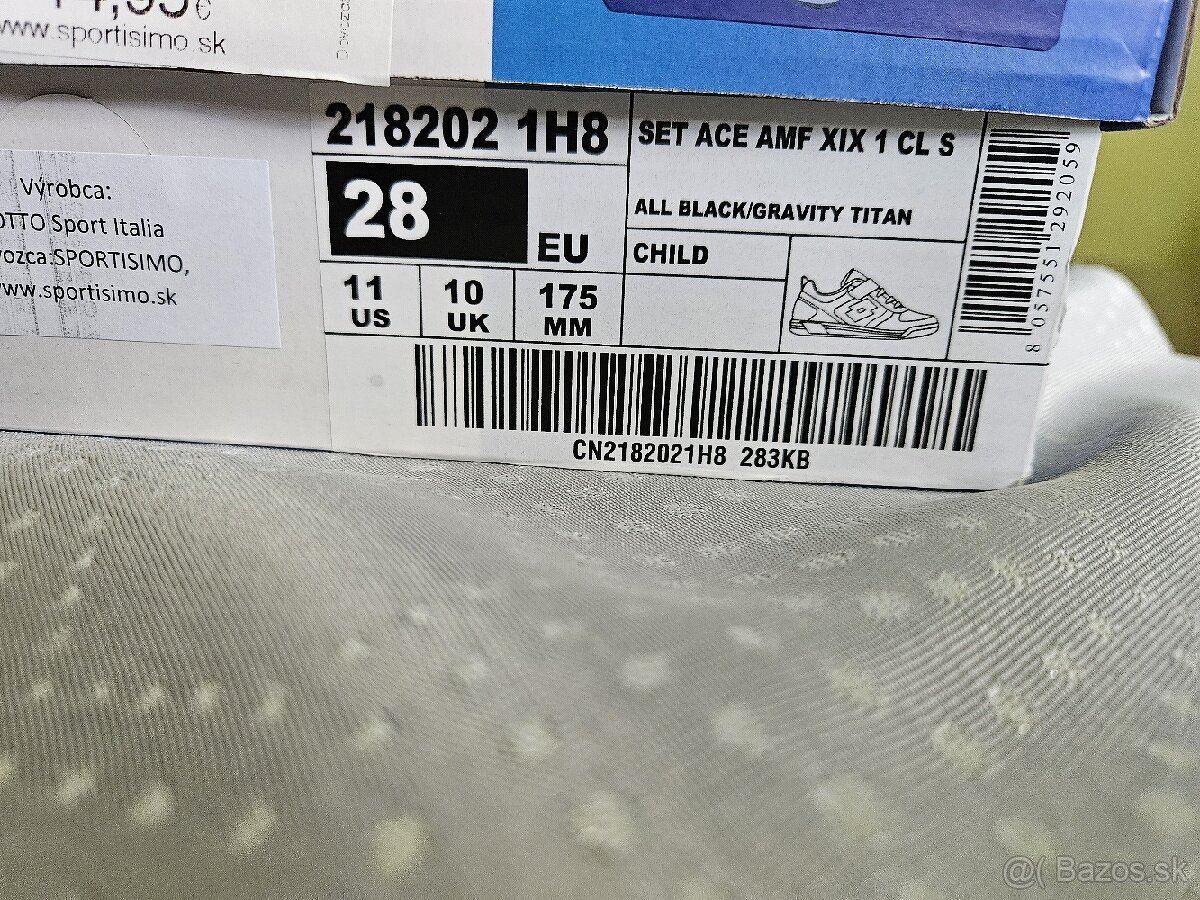 www.sportisimo sk
Výrobca:
OTTO Sport Italia
vozca:SPORTISIMO,
www.sportisimo.sk
218202 1H8
28
EU
11
US
10
UK
175
MM
SET ACE AMF XIX 1 CL S
ALL BLACK/GRAVITY TITAN
CHILD
8 057551 292059
CN2182021H8 283KB
@( Bazos.sk